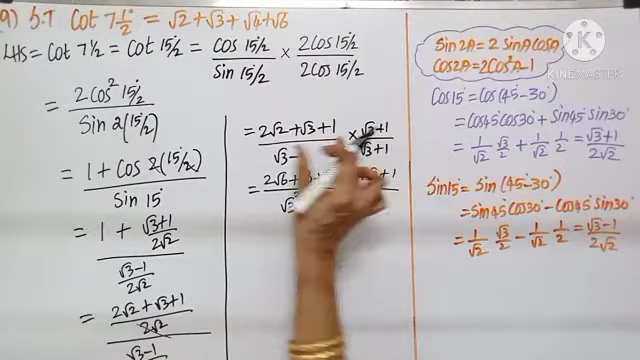 9) S.T Cot 7½° = √2+√3+√4+√6
LHS = Cot 7½ = Cot 15/2 = Cos 15/2 / Sin 15/2 × 2Cos 15/2 / 2Cos 15/2
= 2Cos² 15/2 / Sin 2(15/2)
= 1 + Cos 2(15/2) / Sin 15
= 1 + √3+1 / 2√2 / √3-1 / 2√2
= 2√2+√3+1 / 2√2 / √3-1
= 2√2+√3+1 / √3- × √3+1 / √3+1
= 2√6+
Sin2A = 2 SinA CosA
Cos2A = 2Cos²A-1
Cos15° = Cos(45°-30°)
= Cos45 Cos30 + Sin45 Sin30
= 1/√2 √3/2 + 1/√2 1/2 = √3+1 / 2√2
Sin15° = Sin(45°-30°)
= Sin45 Cos30° - Cos45 Sin30°
= 1/√2 √3/2 - 1/√2 1/2 = √3-1 / 2√2
KINEMASTER